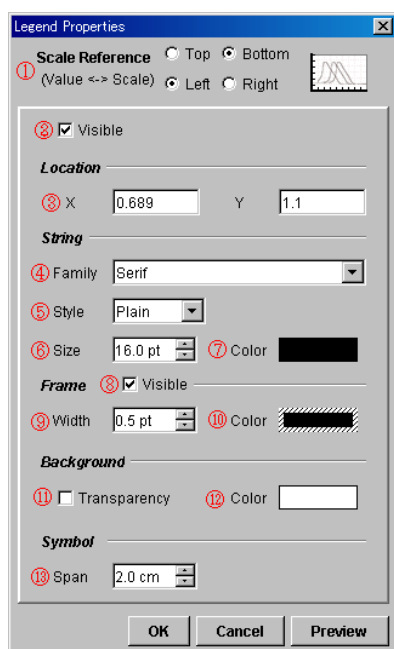 Legend Properties
Scale Reference Top Bottom
① (Value <-> Scale) Left Right
② Visible
Location
③ X 0.689 Y 1.1
String
④ Family Serif
⑤ Style Plain
⑥ Size 16.0 pt ⑦ Color
Frame ⑧ Visible
⑨ Width 0.5 pt ⑩ Color
Background
⑪ Transparency ⑫ Color
Symbol
⑬ Span 2.0 cm
OK Cancel Preview